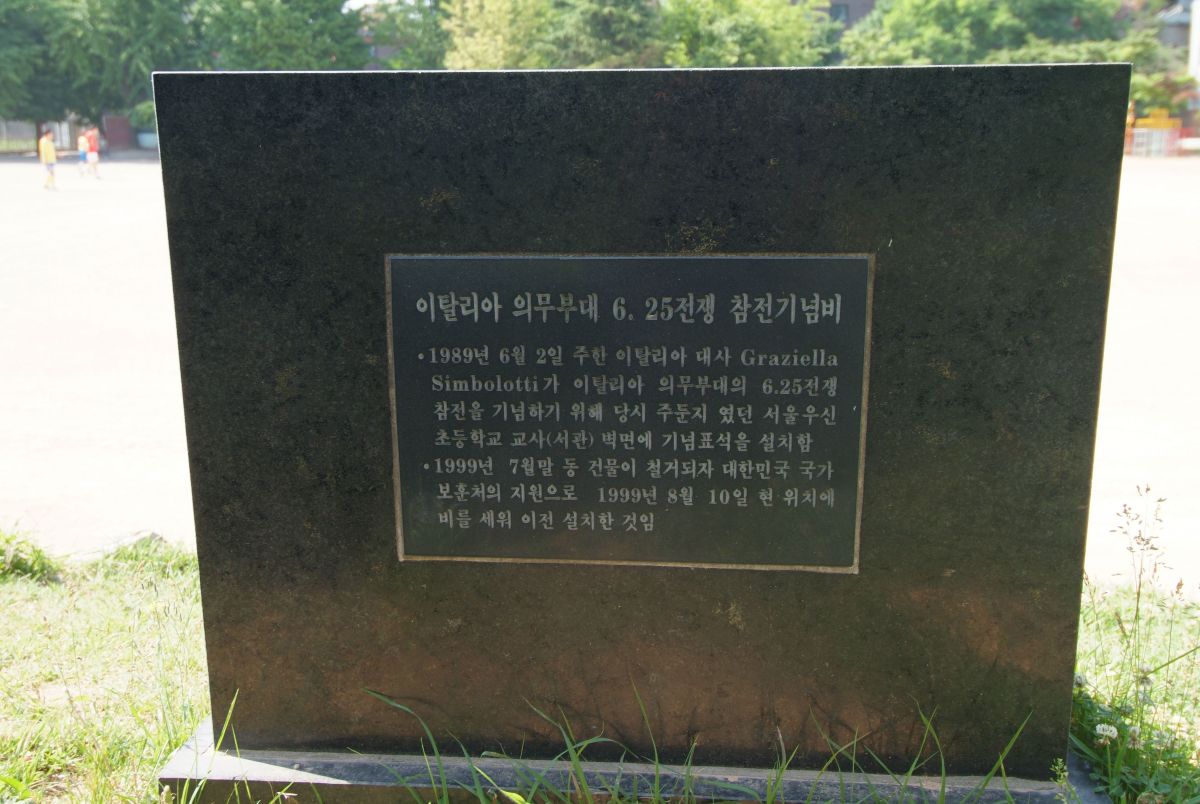 이탈리아 의무부대 6. 25전쟁 참전기념비
• 1989년 6월 2일 주한 이탈리아 대사 Graziella
Simbolotti가 이탈리아 의무부대의 6.25전쟁
참전을 기념하기 위해 당시 주둔지 였던 서울우신
초등학교 교사(서관) 벽면에 기념표석을 설치함
• 1999년 7월말 동 건물이 철거되자 대한민국 국가
보훈처의 지원으로 1999년 8월 10일 현 위치에
비를 세워 이전 설치한 것임